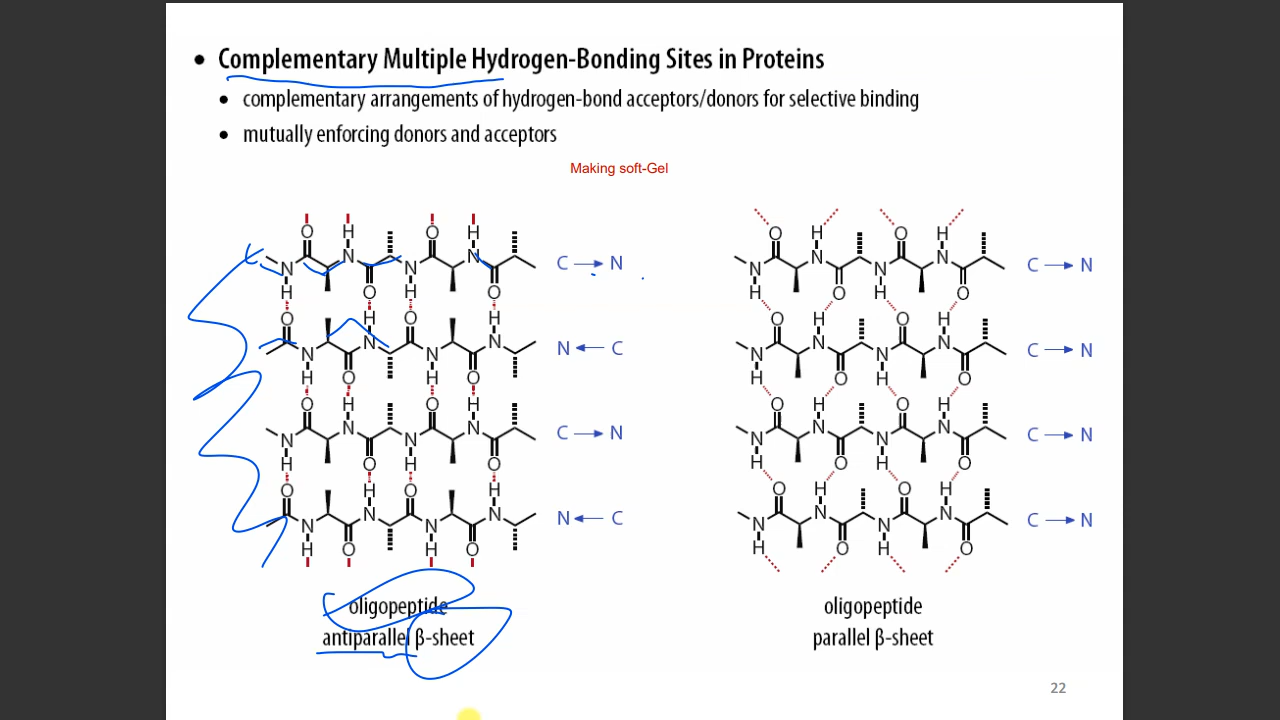 • Complementary Multiple Hydrogen-Bonding Sites in Proteins
• complementary arrangements of hydrogen-bond acceptors/donors for selective binding
• mutually enforcing donors and acceptors
Making soft-Gel
O H O H
N N N N
H O H O
C → N
O H O H
N N N N
H O H O
N ← C
O H O H
N N N N
H O H O
C → N
O H O H
N N N N
H O H O
N ← C
oligopeptide
antiparallel β-sheet
O H O H
N N N N
H O H O
C → N
O H O H
N N N N
H O H O
C → N
O H O H
N N N N
H O H O
C → N
O H O H
N N N N
H O H O
C → N
oligopeptide
parallel β-sheet
22